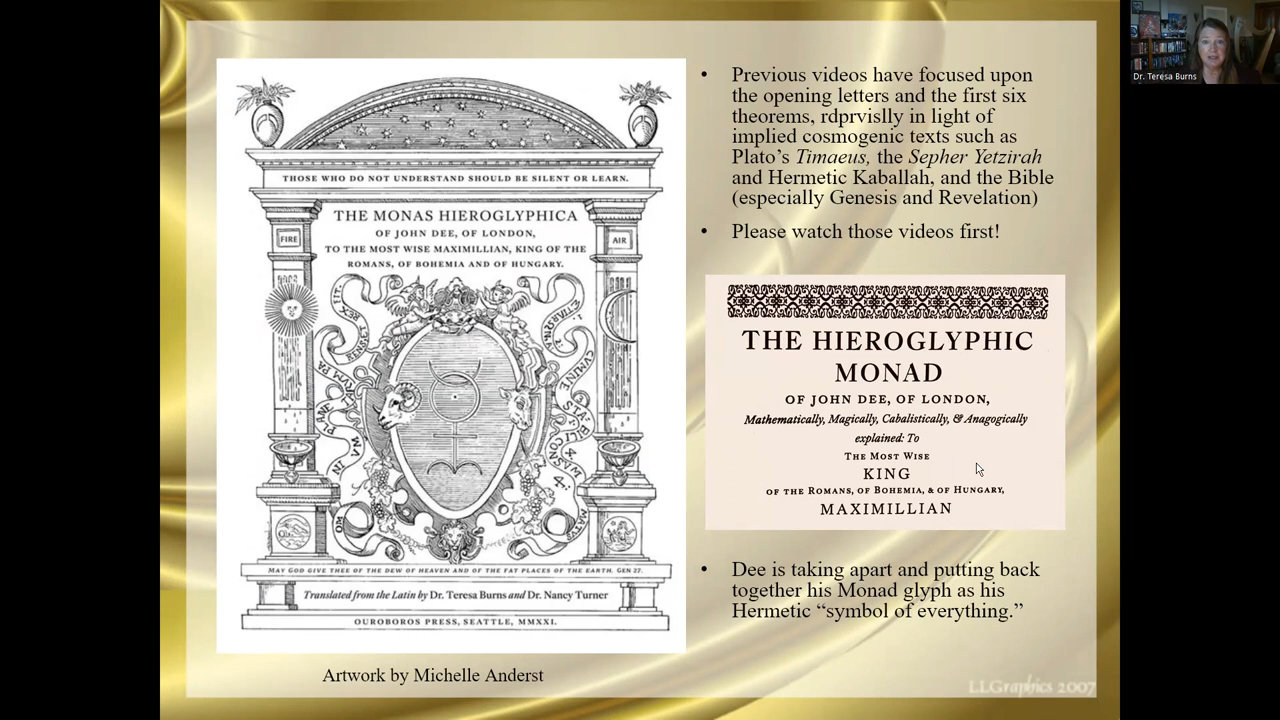 THOSE WHO DO NOT UNDERSTAND SHOULD BE SILENT OR LEARN.
THE MONAS HIEROGLYPHICA
OF JOHN DEE, OF LONDON,
TO THE MOST WISE MAXIMILLIAN, KING OF THE
ROMANS, OF BOHEMIA AND OF HUNGARY.
FIRE
AIR
MAY GOD GIVE THEE OF THE DEW OF HEAVEN AND OF THE FAT PLACES OF THE EARTH. GEN 27.
Translated from the Latin by Dr. Teresa Burns and Dr. Nancy Turner
OUROBOROS PRESS, SEATTLE, MMXXI.
Artwork by Michelle Anderst
• Previous videos have focused upon
the opening letters and the first six
theorems, rdprvislly in light of
implied cosmogenic texts such as
Plato’s Timaeus, the Sepher Yetzirah
and Hermetic Kaballah, and the Bible
(especially Genesis and Revelation)
• Please watch those videos first!
THE HIEROGLYPHIC
MONAD
OF JOHN DEE, OF LONDON,
Mathematically, Magically, Cabalistically, & Anagogically
explained: To
THE MOST WISE
KING
OF THE ROMANS, OF BOHEMIA, & OF HUNGARY,
MAXIMILLIAN
• Dee is taking apart and putting back
together his Monad glyph as his
Hermetic “symbol of everything.”
LLGraphics 2007
Dr. Teresa Burns